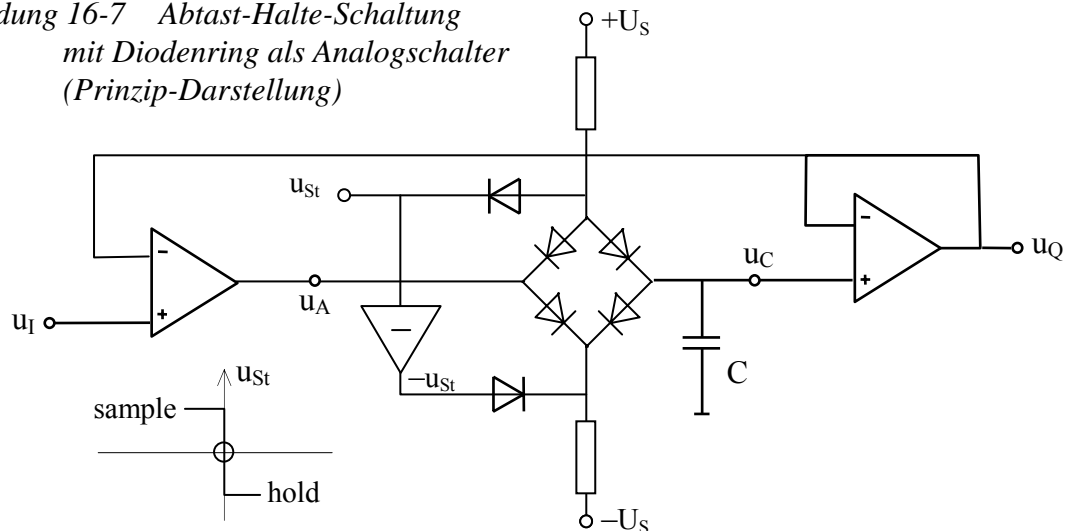 dung 16-7 Abtast-Halte-Schaltung
mit Diodenring als Analogschalter
(Prinzip-Darstellung)
+U_S
u_St
u_I
u_A
u_C
u_Q
–
+
–
+
–
–u_St
C
u_St
sample
hold
–U_S